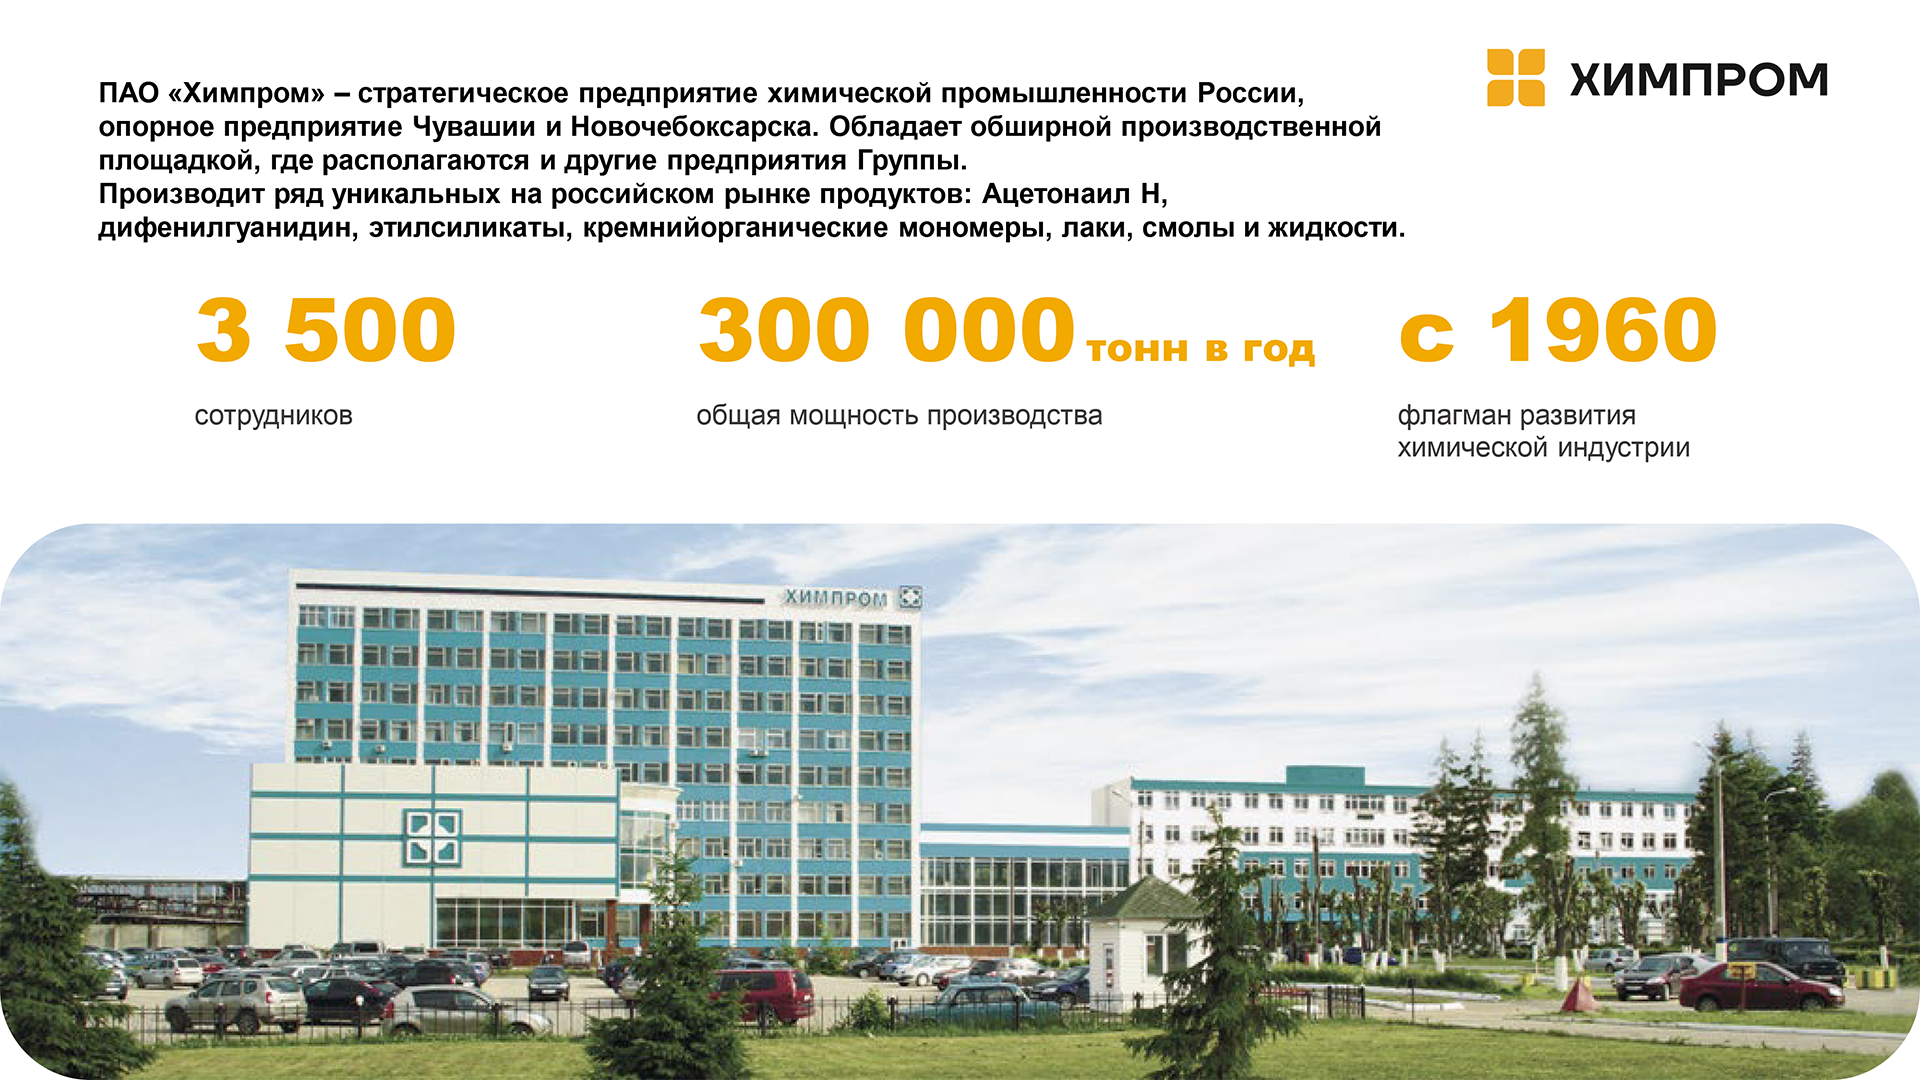 ХИМПРОМ
ПАО «Химпром» – стратегическое предприятие химической промышленности России,
опорное предприятие Чувашии и Новочебоксарска. Обладает обширной производственной
площадкой, где располагаются и другие предприятия Группы.
Производит ряд уникальных на российском рынке продуктов: Ацетонаил Н,
дифенилгуанидин, этилсиликаты, кремнийорганические мономеры, лаки, смолы и жидкости.
3 500
сотрудников
300 000 тонн в год
общая мощность производства
с 1960
флагман развития
химической индустрии
ХИМПРОМ